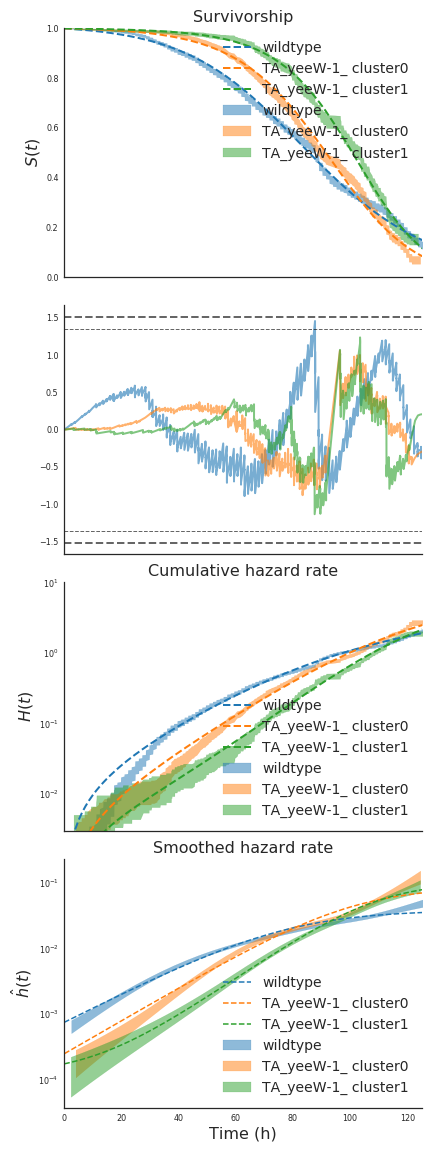 Survivorship
1.0
0.8
0.6
0.4
0.2
0.0
S(t)
wildtype
TA_yeeW-1_ cluster0
TA_yeeW-1_ cluster1
wildtype
TA_yeeW-1_ cluster0
TA_yeeW-1_ cluster1
1.5
1.0
0.5
0.0
−0.5
−1.0
−1.5
Cumulative hazard rate
10¹
10⁰
10⁻¹
10⁻²
H(t)
wildtype
TA_yeeW-1_ cluster0
TA_yeeW-1_ cluster1
wildtype
TA_yeeW-1_ cluster0
TA_yeeW-1_ cluster1
Smoothed hazard rate
10⁻¹
10⁻²
10⁻³
10⁻⁴
ĥ(t)
wildtype
TA_yeeW-1_ cluster0
TA_yeeW-1_ cluster1
wildtype
TA_yeeW-1_ cluster0
TA_yeeW-1_ cluster1
0 20 40 60 80 100 120
Time (h)